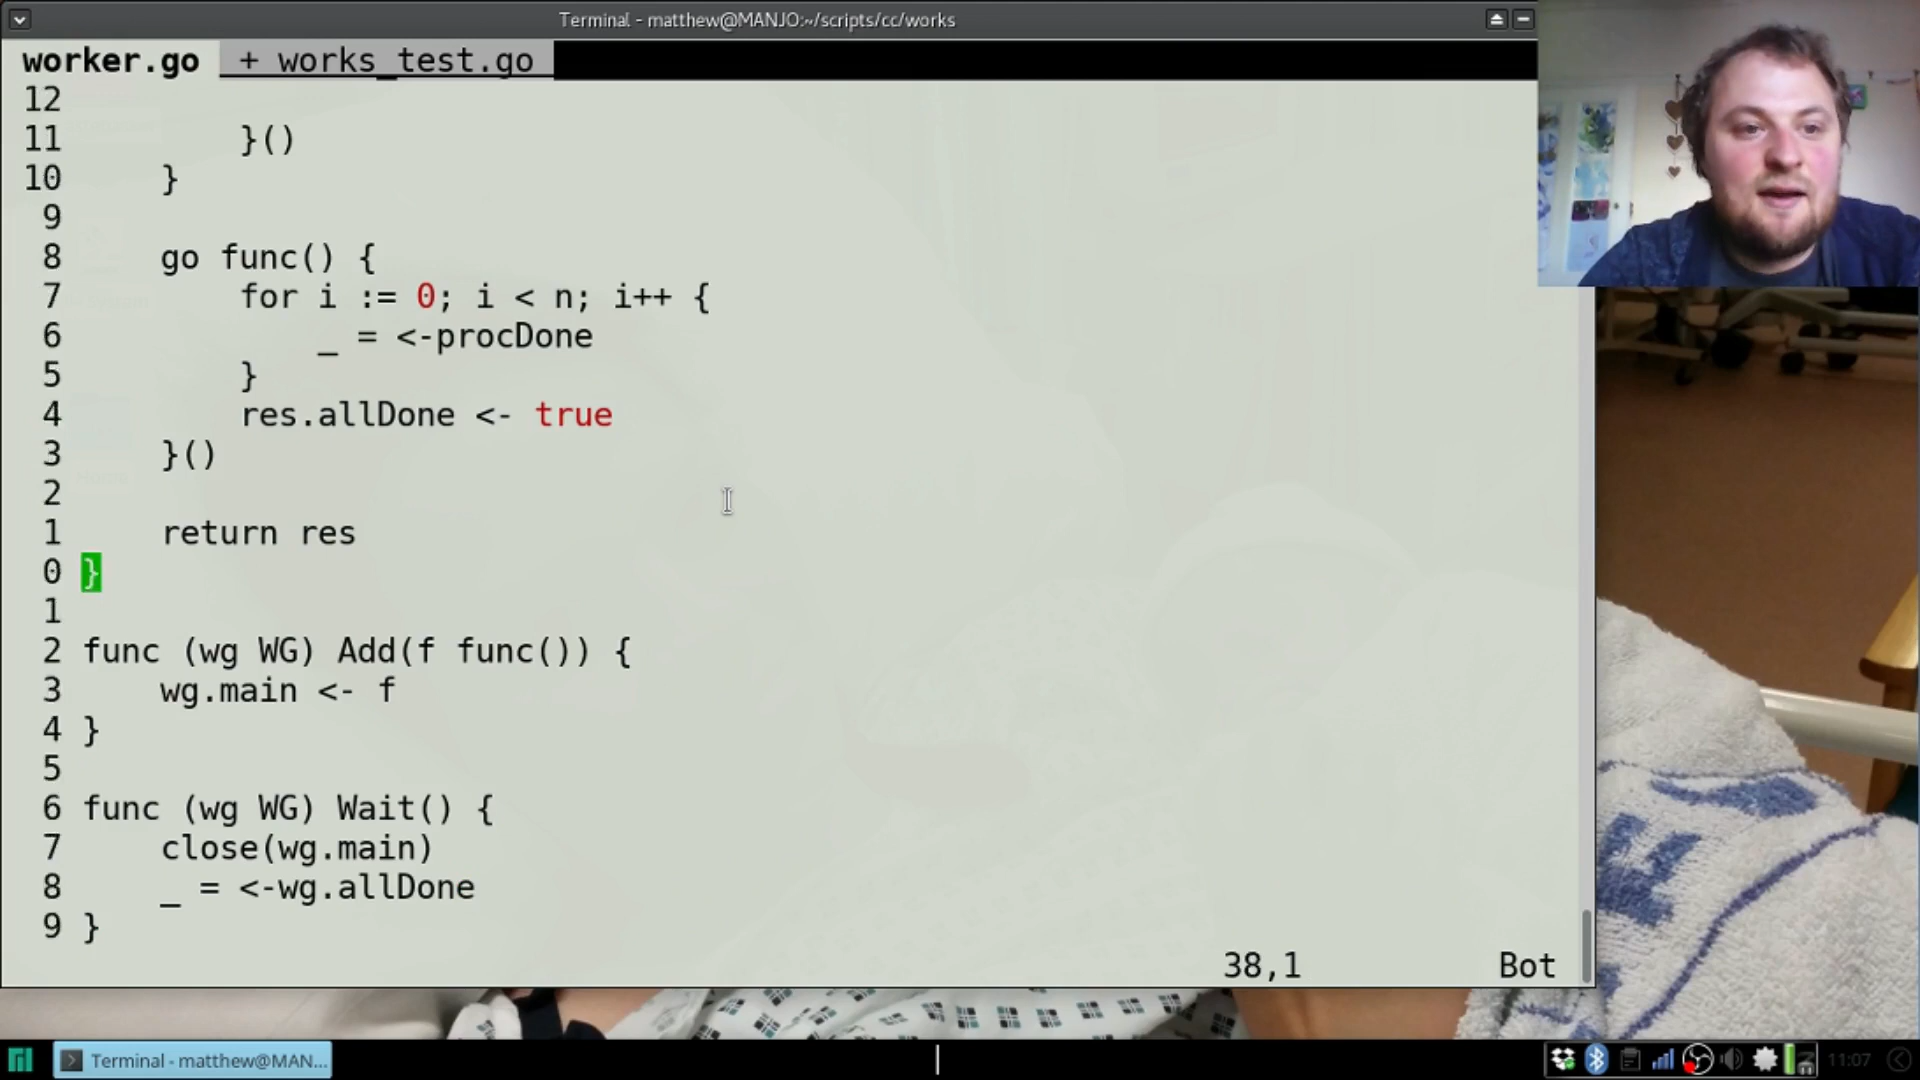 Terminal - matthew@MANJO:~/scripts/cc/works
worker.go + works_test.go
12
11 }()
10 }
9
8 go func() {
7 for i := 0; i < n; i++ {
6 _ = <-procDone
5 }
4 res.allDone <- true
3 }()
2
1 return res
0 }
1
2 func (wg WG) Add(f func()) {
3 wg.main <- f
4 }
5
6 func (wg WG) Wait() {
7 close(wg.main)
8 _ = <-wg.allDone
9 }
38,1 Bot
Terminal - matthew@MAN... 11:07